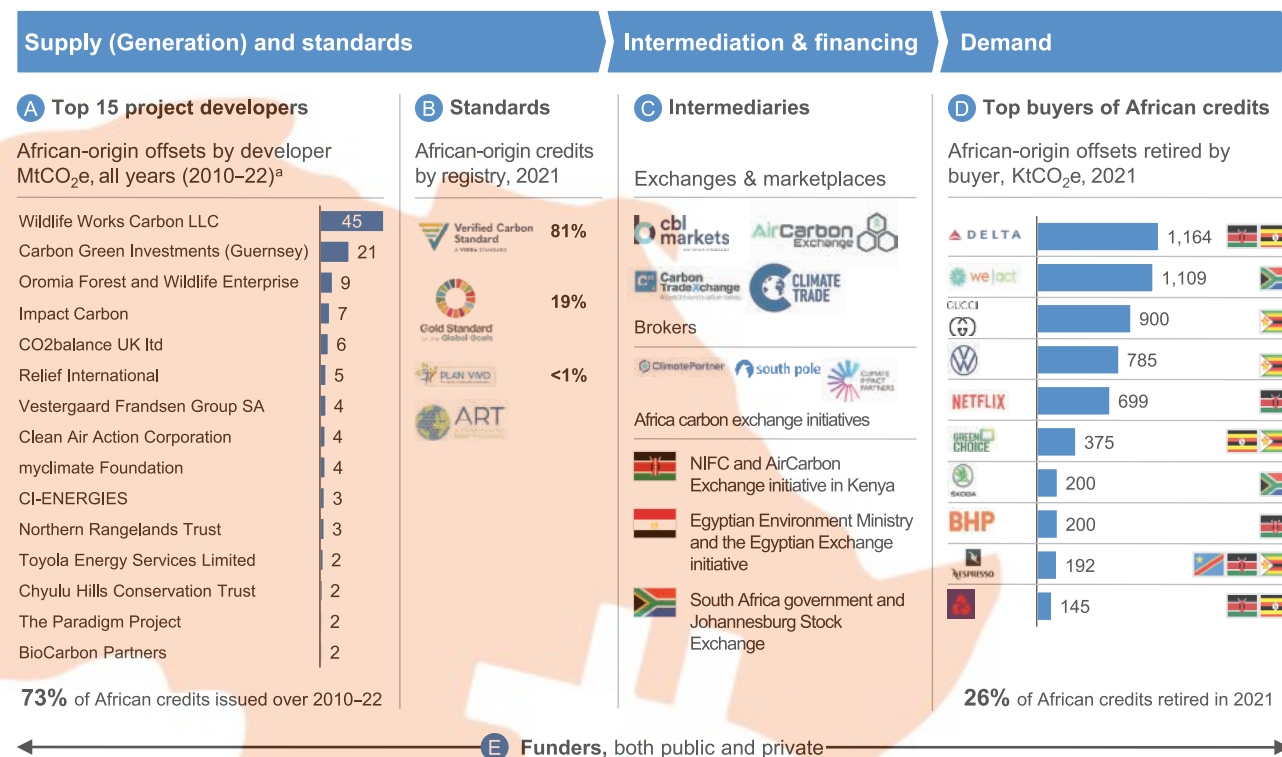 Supply (Generation) and standards
Intermediation & financing
Demand
A Top 15 project developers
African-origin offsets by developer
MtCO₂e, all years (2010–22)ᵃ
Wildlife Works Carbon LLC 45
Carbon Green Investments (Guernsey) 21
Oromia Forest and Wildlife Enterprise 9
Impact Carbon 7
CO2balance UK ltd 6
Relief International 5
Vestergaard Frandsen Group SA 4
Clean Air Action Corporation 4
myclimate Foundation 4
CI-ENERGIES 3
Northern Rangelands Trust 3
Toyola Energy Services Limited 2
Chyulu Hills Conservation Trust 2
The Paradigm Project 2
BioCarbon Partners 2
73% of African credits issued over 2010–22
B Standards
African-origin credits
by registry, 2021
Verified Carbon
Standard
A VERRA STANDARD
81%
19%
Gold Standard
for the Global Goals
PLAN VIVO <1%
ART
C Intermediaries
Exchanges & marketplaces
cbl
markets
AirCarbon
Exchange
Carbon
TradeXchange
CLIMATE
TRADE
Brokers
ClimatePartner
south pole
CLIMATE
IMPACT
PARTNERS
Africa carbon exchange initiatives
NIFC and AirCarbon
Exchange initiative in Kenya
Egyptian Environment Ministry
and the Egyptian Exchange
initiative
South Africa government and
Johannesburg Stock
Exchange
D Top buyers of African credits
African-origin offsets retired by
buyer, KtCO₂e, 2021
DELTA 1,164
we|act 1,109
GUCCI 900
785
NETFLIX 699
GREEN
CHOICE
375
ŠKODA 200
BHP 200
NESPRESSO 192
145
26% of African credits retired in 2021
E Funders, both public and private